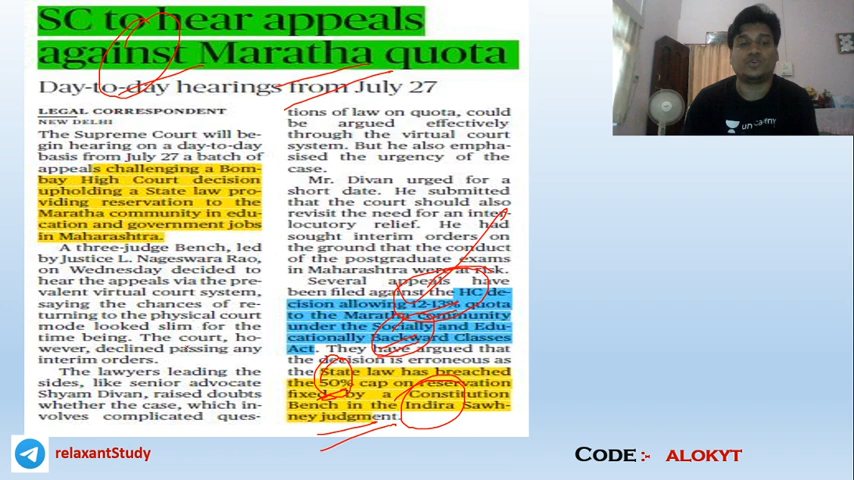 SC to hear appeals
against Maratha quota
Day-to-day hearings from July 27
LEGAL CORRESPONDENT
NEW DELHI
The Supreme Court will be-
gin hearing on a day-to-day
basis from July 27 a batch of
appeals challenging a Bom-
bay High Court decision
upholding a State law pro-
viding reservation to the
Maratha community in edu-
cation and government jobs
in Maharashtra.
A three-judge Bench, led
by Justice L. Nageswara Rao,
on Wednesday decided to
hear the appeals via the pre-
valent virtual court system,
saying the chances of re-
turning to the physical court
mode looked slim for the
time being. The court, ho-
wever, declined passing any
interim orders.
The lawyers leading the
sides, like senior advocate
Shyam Divan, raised doubts
whether the case, which in-
volves complicated ques-
tions of law on quota, could
be argued effectively
through the virtual court
system. But he also empha-
sised the urgency of the
case.
Mr. Divan urged for a
short date. He submitted
that the court should also
revisit the need for an inter-
locutory relief. He had
sought interim orders on
the ground that the conduct
of the postgraduate exams
in Maharashtra were at risk.
Several appeals have
been filed against the HC de-
cision allowing 12-13% quota
to the Maratha community
under the Socially and Edu-
cationally Backward Classes
Act. They have argued that
the decision is erroneous as
the State law has breached
the 50% cap on reservation
fixed by a Constitution
Bench in the Indira Sawh-
ney judgment.
unacademy
relaxantStudy
CODE :- ALOKYT